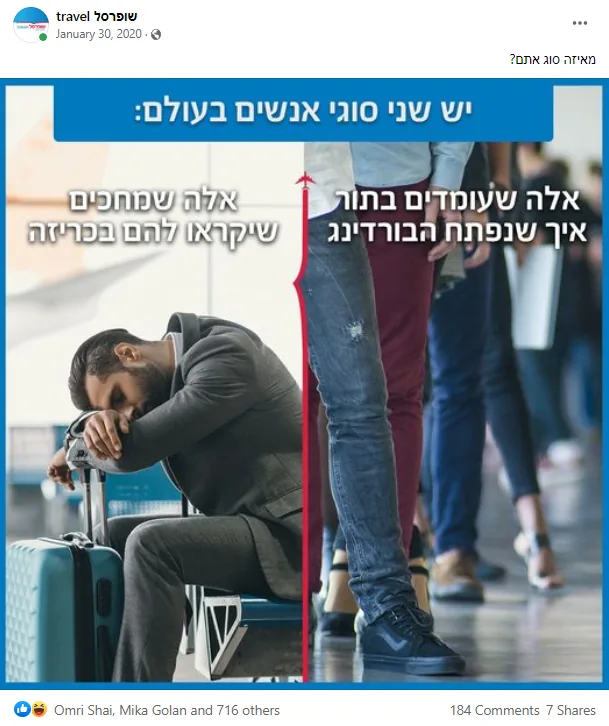 שופרסל travel
January 30, 2020
מאיזה סוג אתם?
יש שני סוגי אנשים בעולם:
אלה שעומדים בתור
איך שנפתח הבורדינג
אלה שמחכים
שיקראו להם בכריזה
Omri Shai, Mika Golan and 716 others
184 Comments 7 Shares